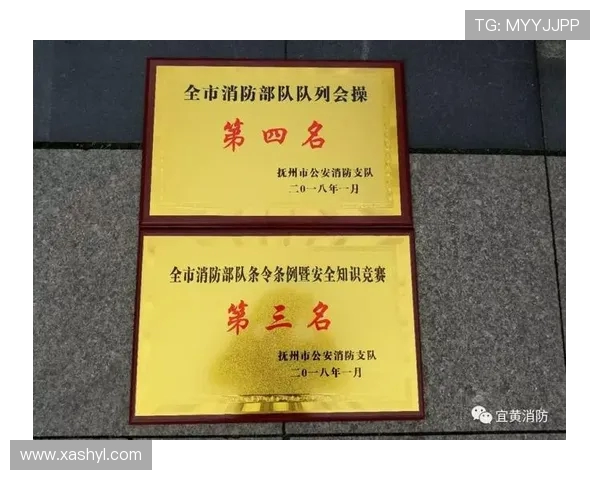 TG: MYYJJPP
全市消防部队队列会操
第四名
抚州市公安消防支队
二〇一八年一月
全市消防部队条令条例暨安全知识竞赛
第三名
抚州市公安消防支队
二〇一八年一月
宜黄消防
www.xashyl.com